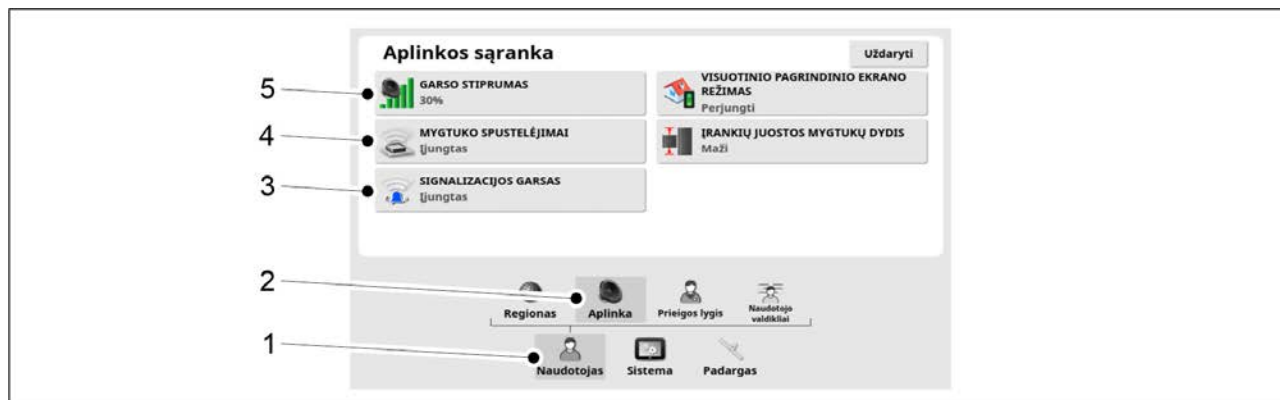 Aplinkos sąranka
Uždaryti
5
GARSO STIPRUMAS
30%
VISUOTINIO PAGRINDINIO EKRANO
REŽIMAS
Perjungti
4
MYGTUKO SPUSTELĖJIMAI
Įjungtas
ĮRANKIŲ JUOSTOS MYGTUKŲ DYDIS
Maži
3
SIGNALIZACIJOS GARSAS
Įjungtas
2
Regionas
Aplinka
Prieigos lygis
Naudotojo
valdikliai
1
Naudotojas
Sistema
Padargas